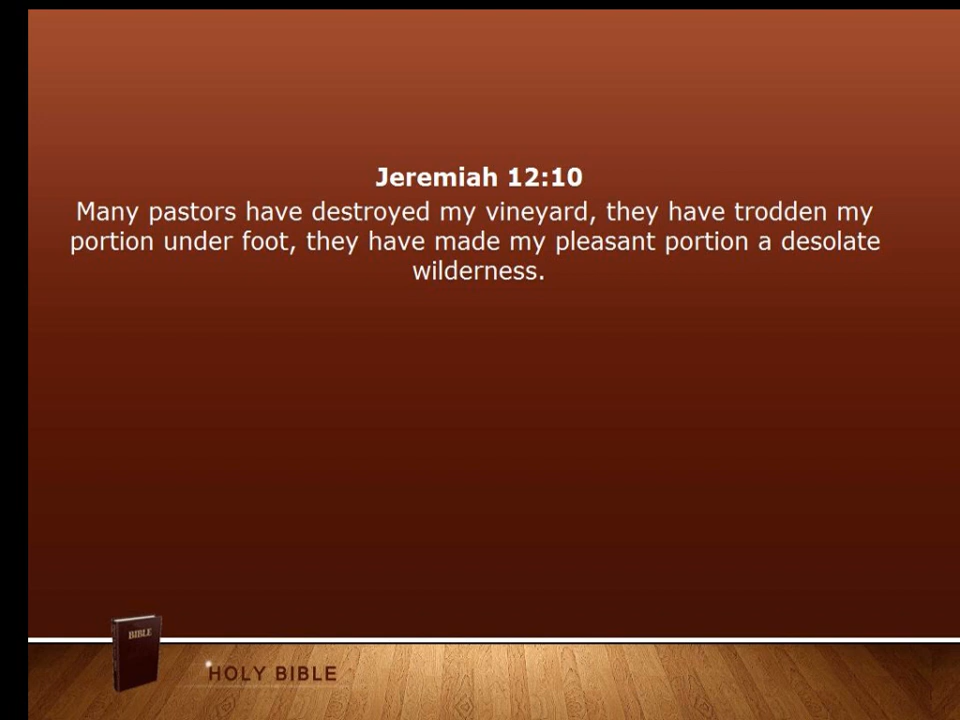 Jeremiah 12:10
Many pastors have destroyed my vineyard, they have trodden my
portion under foot, they have made my pleasant portion a desolate
wilderness.
BIBLE
HOLY BIBLE